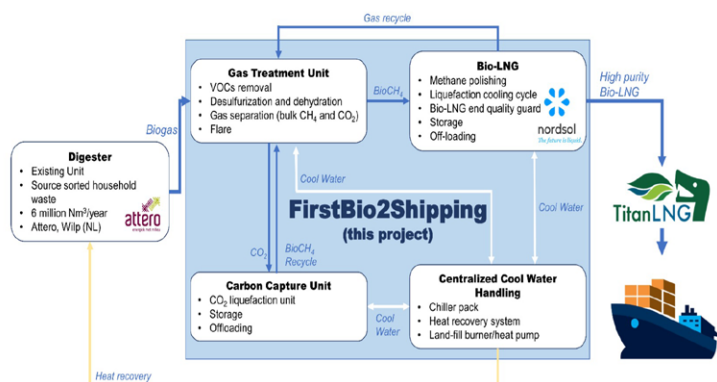 Gas recycle
Gas Treatment Unit
• VOCs removal
• Desulfurization and dehydration
• Gas separation (bulk CH₄ and CO₂)
• Flare
BioCH₄
Bio-LNG
• Methane polishing
• Liquefaction cooling cycle
• Bio-LNG end quality guard
• Storage
• Off-loading
nordsol
The future is liquid.
High purity
Bio-LNG
Biogas
Digester
• Existing Unit
• Source sorted household
waste
• 6 million Nm³/year
• Attero, Wilp (NL)
attero
Cool Water
Cool Water
FirstBio2Shipping
(this project)
TitanLNG
CO₂
BioCH₄
Recycle
Carbon Capture Unit
• CO₂ liquefaction unit
• Storage
• Offloading
Cool
Water
Centralized Cool Water
Handling
• Chiller pack
• Heat recovery system
• Land-fill burner/heat pump
Heat recovery